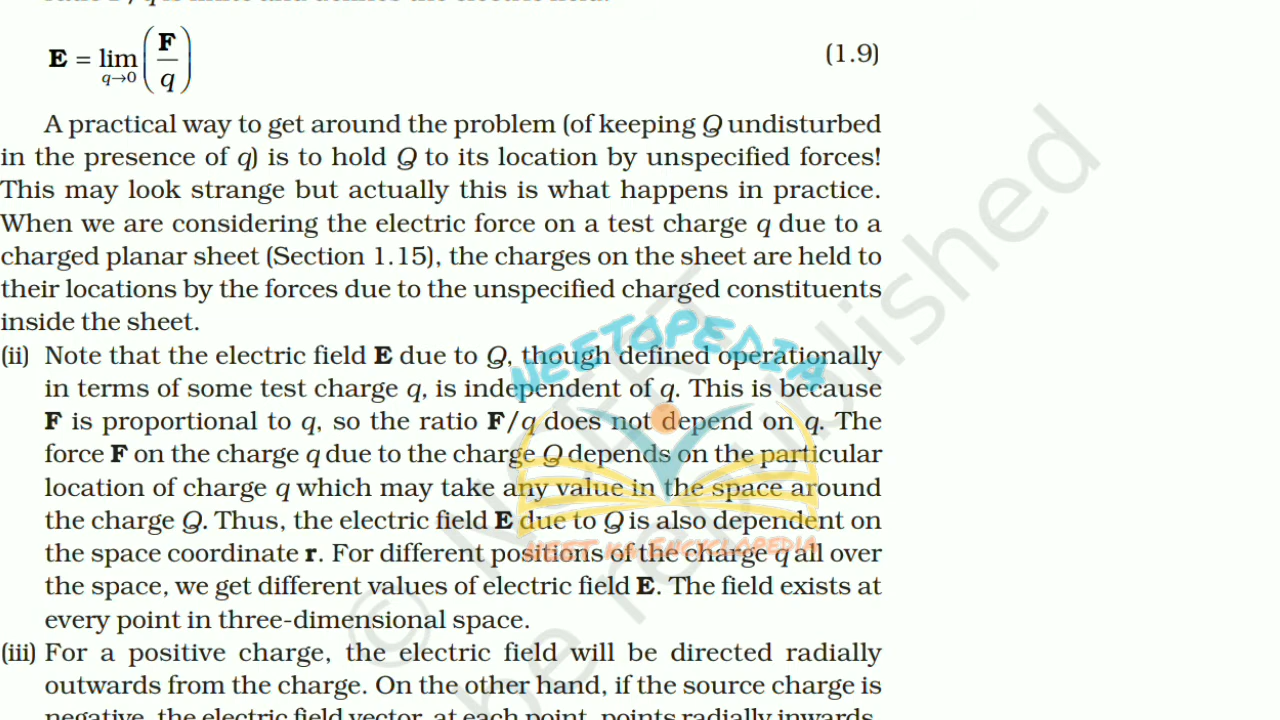 E = lim q→0 (F/q) (1.9)
A practical way to get around the problem (of keeping Q undisturbed
in the presence of q) is to hold Q to its location by unspecified forces!
This may look strange but actually this is what happens in practice.
When we are considering the electric force on a test charge q due to a
charged planar sheet (Section 1.15), the charges on the sheet are held to
their locations by the forces due to the unspecified charged constituents
inside the sheet.
(ii) Note that the electric field E due to Q, though defined operationally
in terms of some test charge q, is independent of q. This is because
F is proportional to q, so the ratio F/q does not depend on q. The
force F on the charge q due to the charge Q depends on the particular
location of charge q which may take any value in the space around
the charge Q. Thus, the electric field E due to Q is also dependent on
the space coordinate r. For different positions of the charge q all over
the space, we get different values of electric field E. The field exists at
every point in three-dimensional space.
(iii) For a positive charge, the electric field will be directed radially
outwards from the charge. On the other hand, if the source charge is
negative, the electric field vector, at each point, points radially inwards.
NEETOPEDIA
NEET KA ENCYCLOPEDIA
© NCERT
be republished